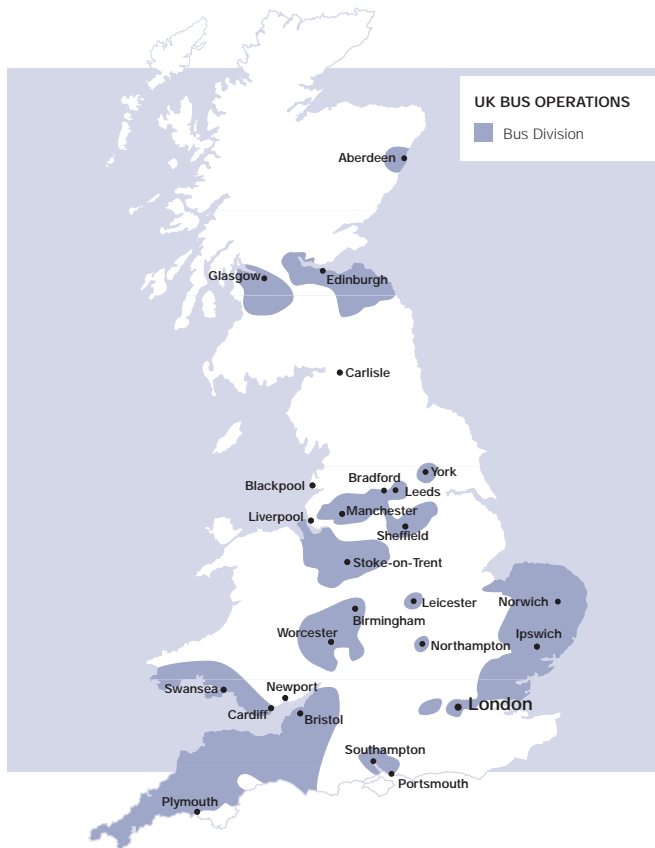 UK BUS OPERATIONS
Bus Division
Aberdeen
Glasgow
Edinburgh
Carlisle
York
Bradford
Blackpool
Leeds
Manchester
Liverpool
Sheffield
Stoke-on-Trent
Leicester
Norwich
Birmingham
Worcester
Ipswich
Northampton
Swansea
Newport
London
Cardiff
Bristol
Southampton
Portsmouth
Plymouth